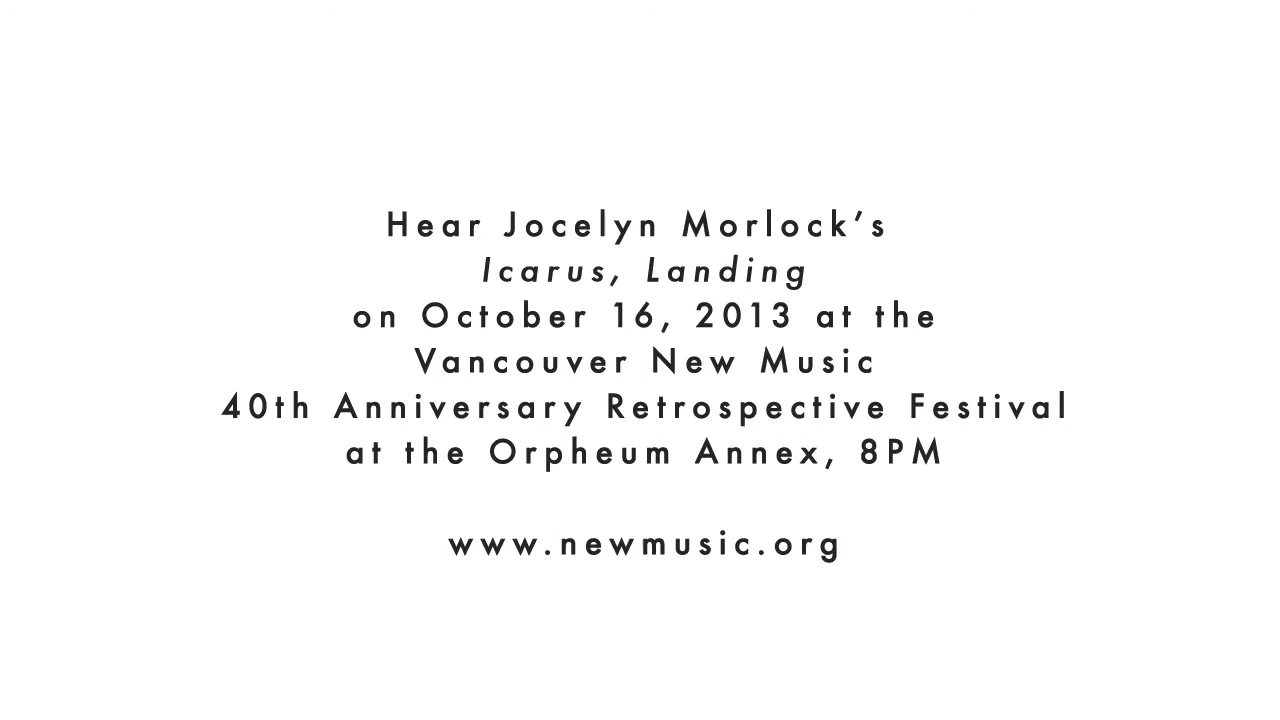 Hear Jocelyn Morlock’s
Icarus, Landing
on October 16, 2013 at the
Vancouver New Music
40th Anniversary Retrospective Festival
at the Orpheum Annex, 8PM
www.newmusic.org